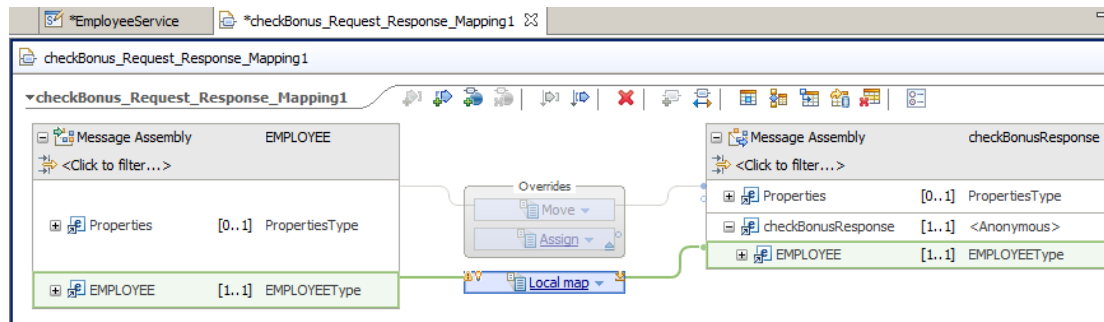 *EmployeeService *checkBonus_Request_Response_Mapping1
checkBonus_Request_Response_Mapping1
checkBonus_Request_Response_Mapping1
Message Assembly EMPLOYEE
<Click to filter...>
Properties [0..1] PropertiesType
EMPLOYEE [1..1] EMPLOYEEType
Overrides
Move
Assign
Local map
Message Assembly checkBonusResponse
<Click to filter...>
Properties [0..1] PropertiesType
checkBonusResponse [1..1] <Anonymous>
EMPLOYEE [1..1] EMPLOYEEType